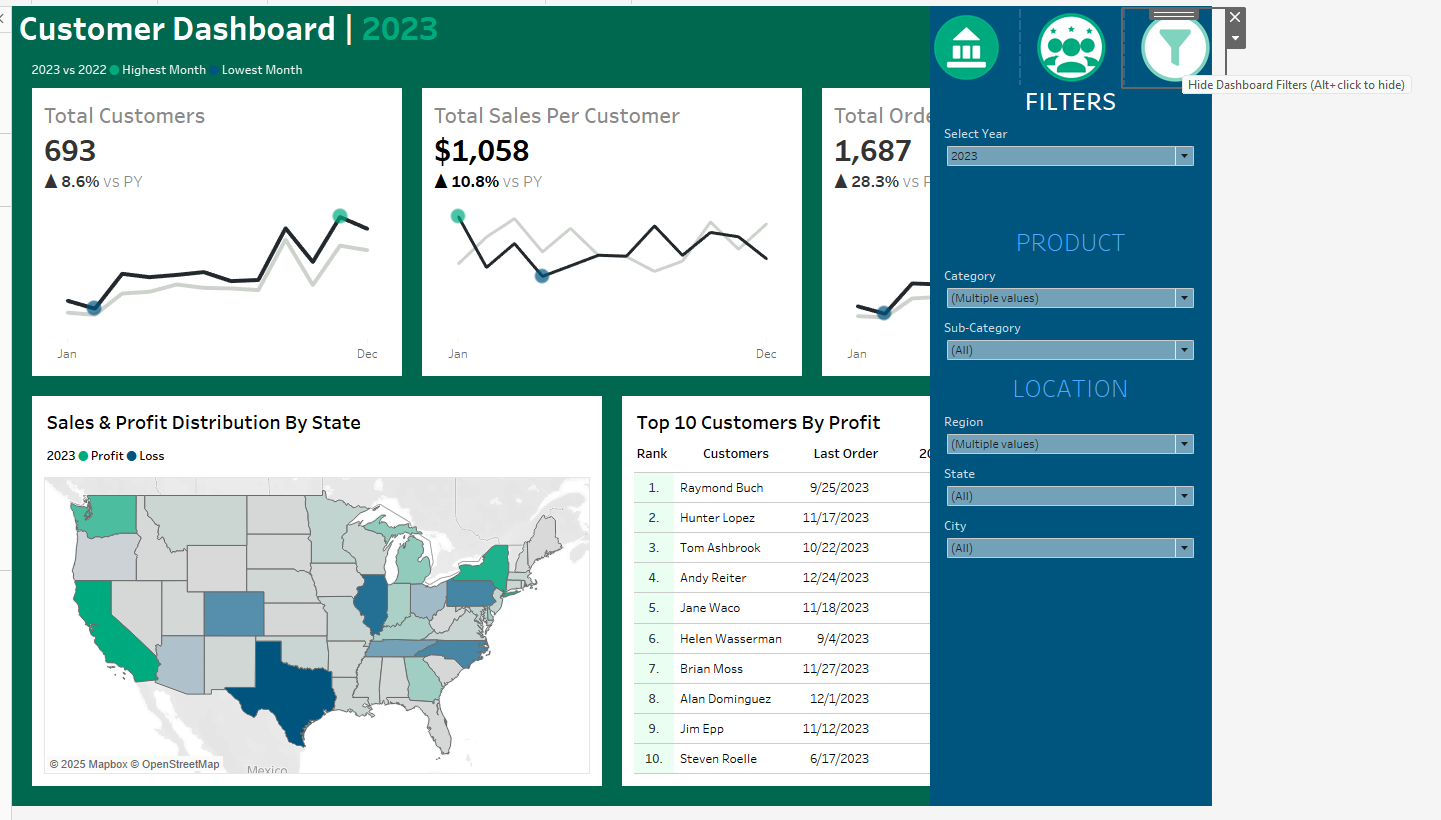 Customer Dashboard | 2023
2023 vs 2022 Highest Month Lowest Month
Hide Dashboard Filters (Alt+click to hide)
Total Customers
693
▲ 8.6% vs PY
Jan Dec
Total Sales Per Customer
$1,058
▲ 10.8% vs PY
Jan Dec
Total Orde
1,687
▲ 28.3% vs P
Jan
Sales & Profit Distribution By State
2023 Profit Loss
© 2025 Mapbox © OpenStreetMap
Mexico
Top 10 Customers By Profit
Rank Customers Last Order 20
1. Raymond Buch 9/25/2023
2. Hunter Lopez 11/17/2023
3. Tom Ashbrook 10/22/2023
4. Andy Reiter 12/24/2023
5. Jane Waco 11/18/2023
6. Helen Wasserman 9/4/2023
7. Brian Moss 11/27/2023
8. Alan Dominguez 12/1/2023
9. Jim Epp 11/12/2023
10. Steven Roelle 6/17/2023
FILTERS
Select Year
2023
PRODUCT
Category
(Multiple values)
Sub-Category
(All)
LOCATION
Region
(Multiple values)
State
(All)
City
(All)